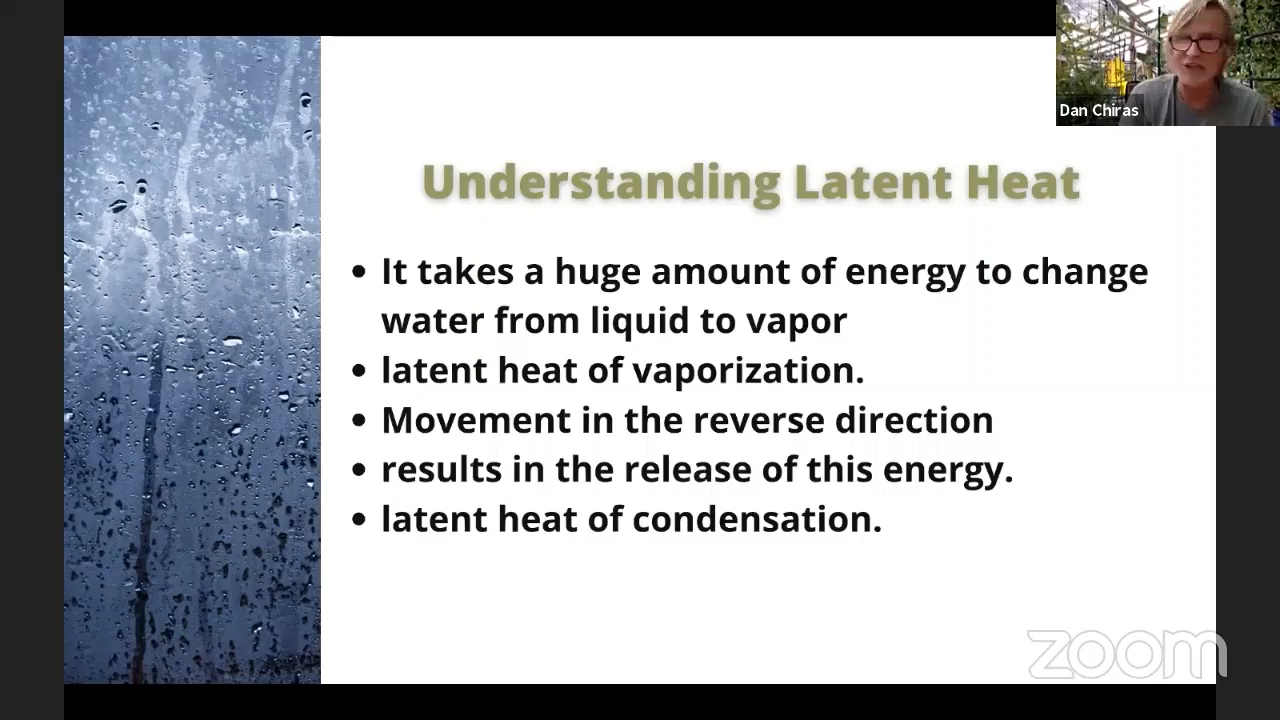 Dan Chiras
Understanding Latent Heat
• It takes a huge amount of energy to change
water from liquid to vapor
• latent heat of vaporization.
• Movement in the reverse direction
• results in the release of this energy.
• latent heat of condensation.
zoom